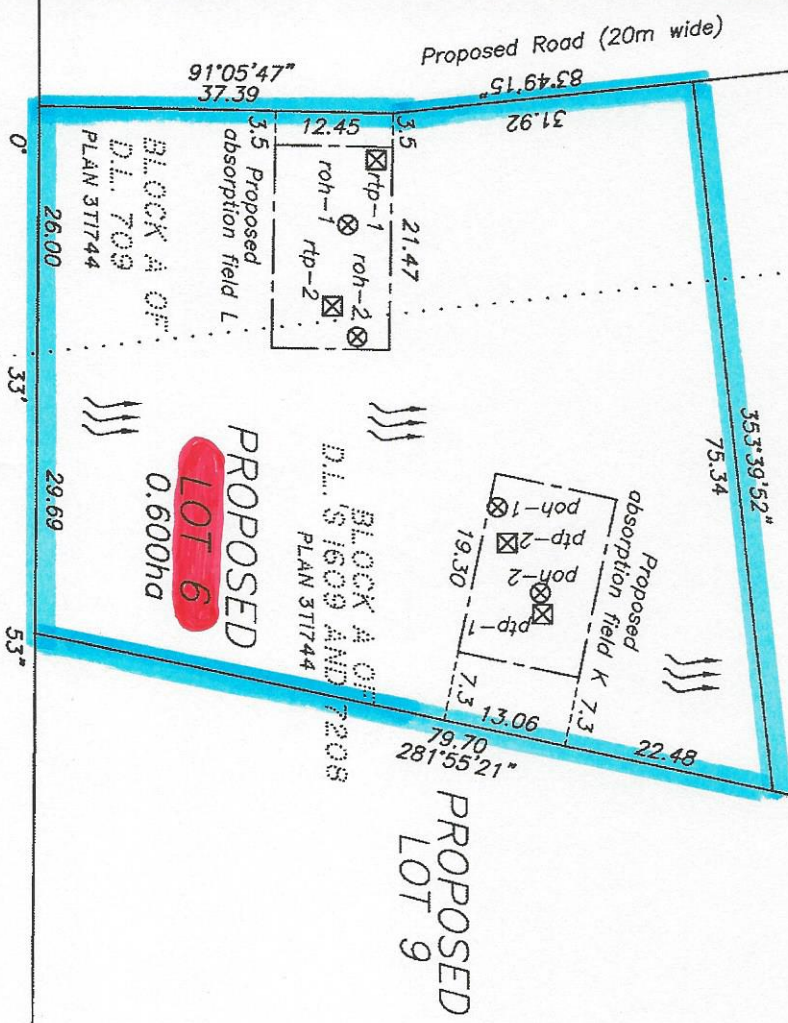 Proposed Road (20m wide)
91°05'47"
37.39
83°49'15"
31.92
3.5
12.45
3.5
Proposed
absorption field L
rtp-1
roh-1
rtp-2
roh-2
21.47
BLOCK A OF
D.L. 709
PLAN 3T1744
0°
26.00
33'
29.69
53"
353°39'52"
75.34
PROPOSED
LOT 6
0.600ha
BLOCK A OF
D.L.'S 1609 AND 7208
PLAN 3T1744
Proposed
absorption field K
poh-1
ptp-2
poh-2
ptp-1
19.30
7.3
13.06
7.3
22.48
79.70
281°55'21"
PROPOSED
LOT 9